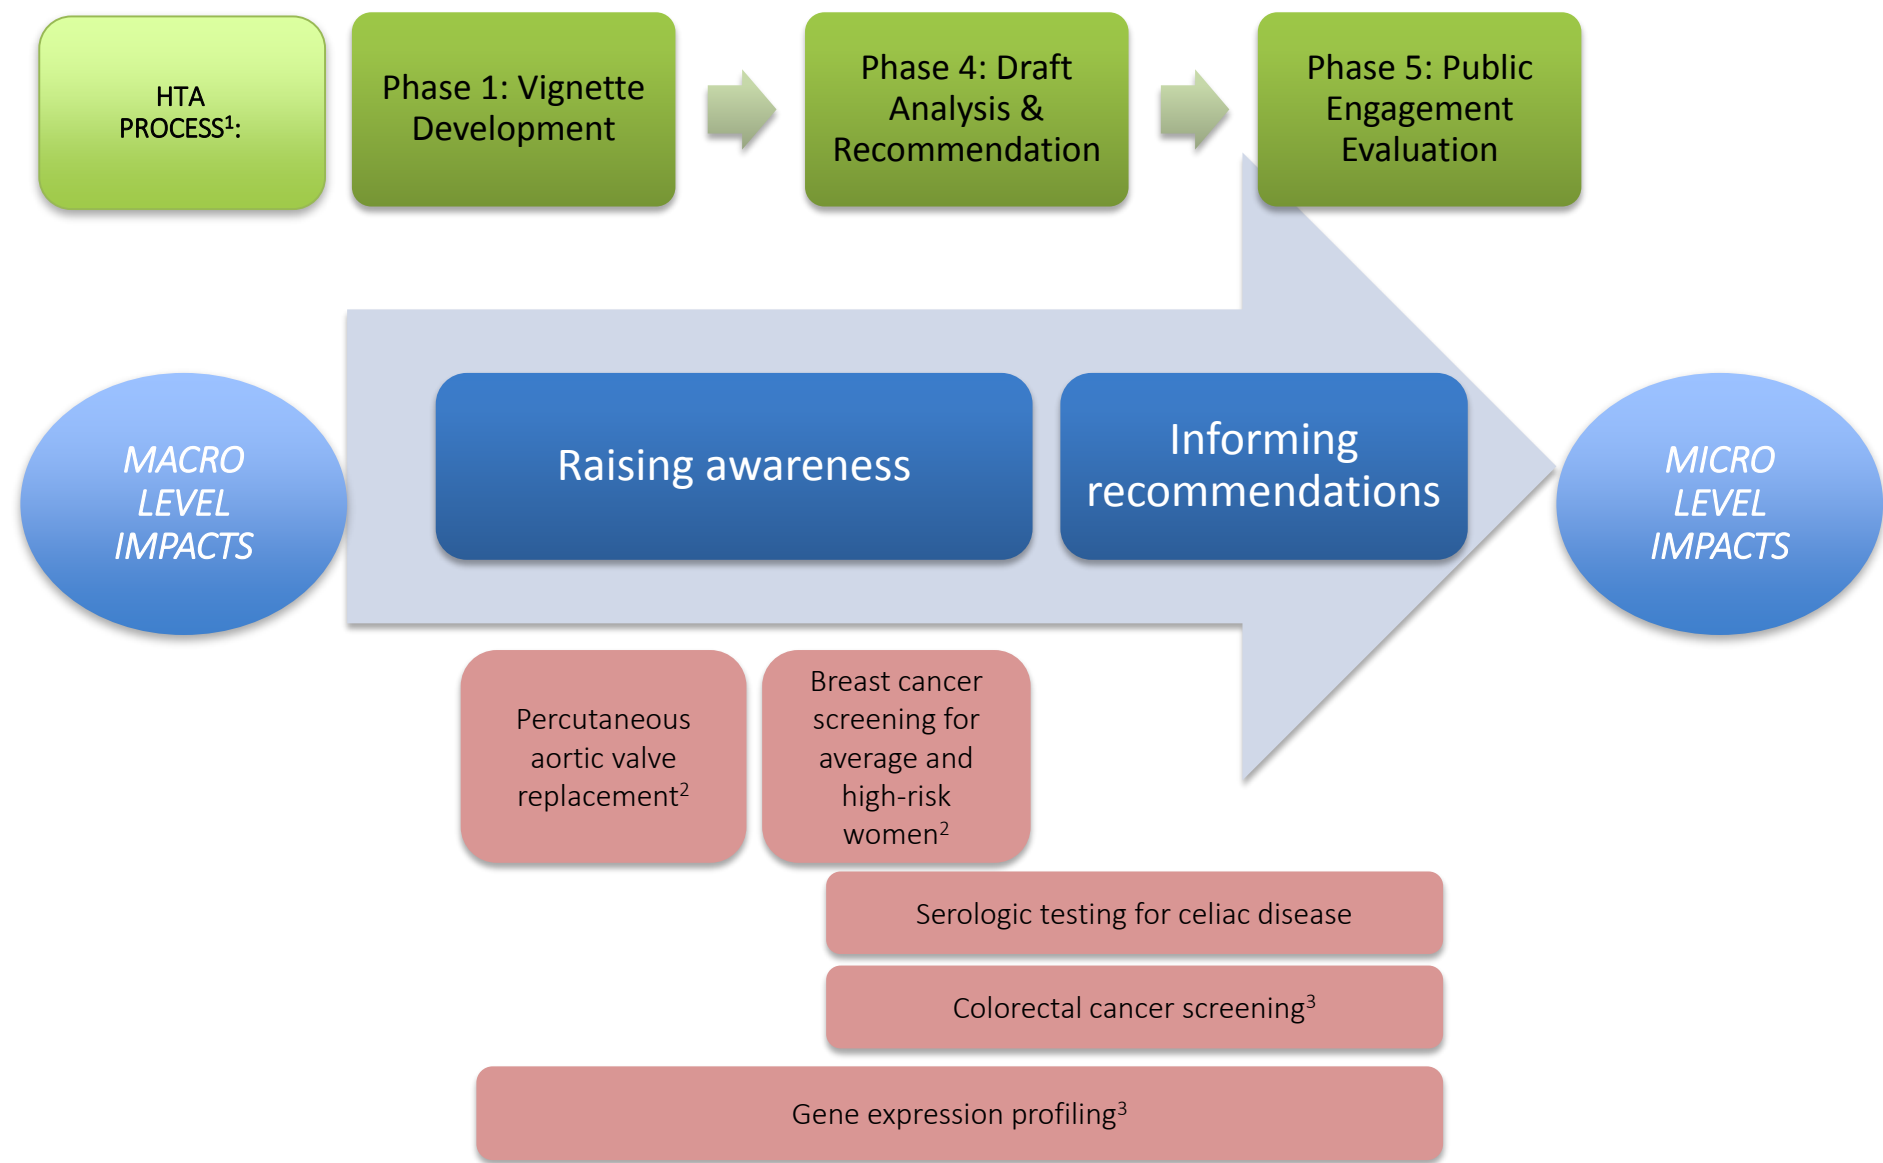 HTA
PROCESS¹:
Phase 1: Vignette
Development
Phase 4: Draft
Analysis &
Recommendation
Phase 5: Public
Engagement
Evaluation
MACRO
LEVEL
IMPACTS
Raising awareness
Informing
recommendations
MICRO
LEVEL
IMPACTS
Percutaneous
aortic valve
replacement²
Breast cancer
screening for
average and
high-risk
women²
Serologic testing for celiac disease
Colorectal cancer screening³
Gene expression profiling³